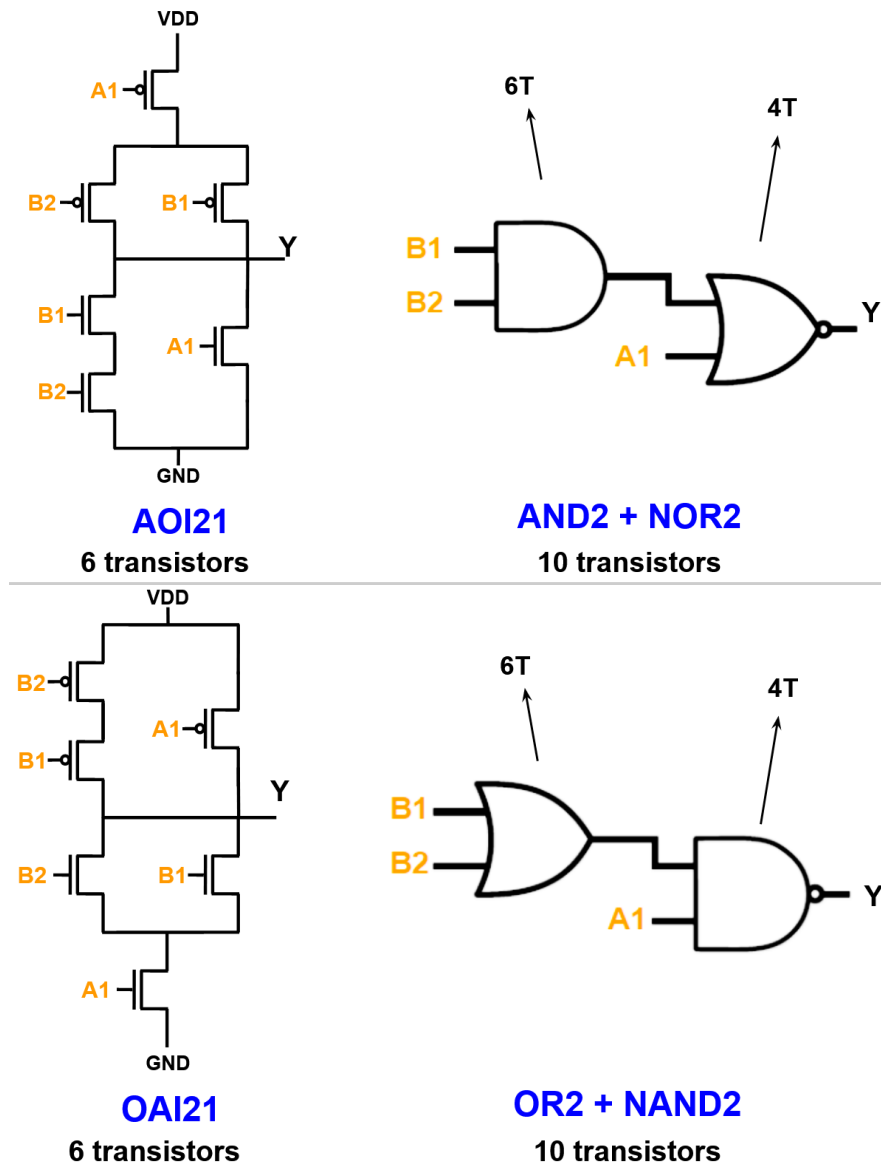 VDD
A1
B2
B1
Y
B1
A1
B2
GND
6T
4T
B1
B2
A1
Y
AOI21
6 transistors
AND2 + NOR2
10 transistors
VDD
B2
A1
B1
Y
B2
B1
A1
GND
6T
4T
B1
B2
A1
Y
OAI21
6 transistors
OR2 + NAND2
10 transistors